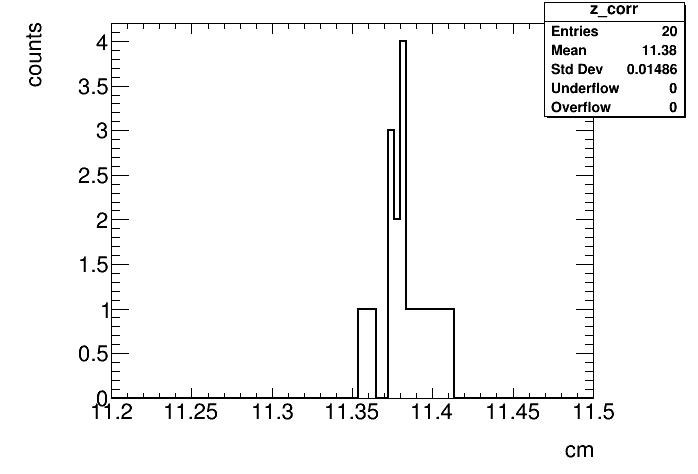 z_corr
Entries 20
Mean 11.38
Std Dev 0.01486
Underflow 0
Overflow 0
counts
4
3.5
3
2.5
2
1.5
1
0.5
0
11.2 11.25 11.3 11.35 11.4 11.45 11.5
cm